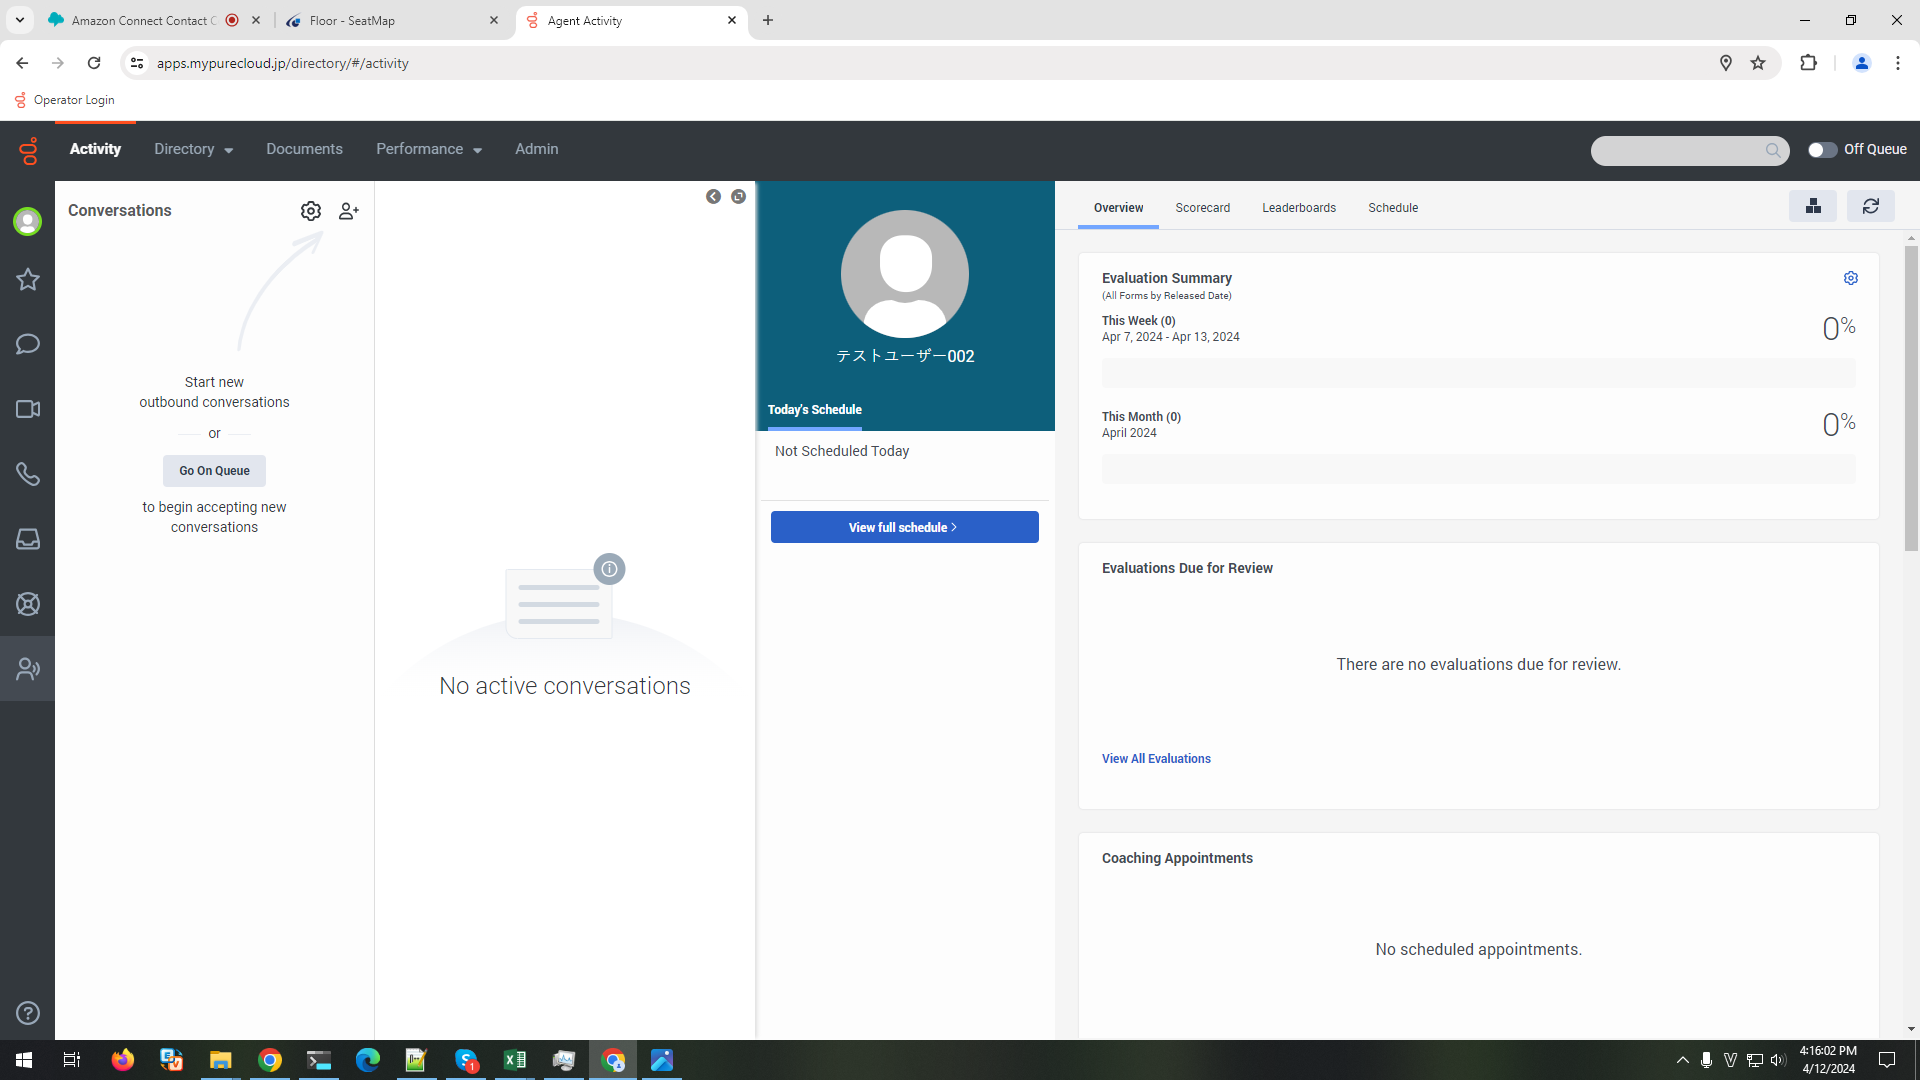 Amazon Connect Contact C
Floor - SeatMap
Agent Activity
apps.mypurecloud.jp/directory/#/activity
Operator Login
Activity
Directory
Documents
Performance
Admin
Off Queue
Conversations
Start new
outbound conversations
or
Go On Queue
to begin accepting new
conversations
No active conversations
テストユーザー002
Today's Schedule
Not Scheduled Today
View full schedule
Overview
Scorecard
Leaderboards
Schedule
Evaluation Summary
(All Forms by Released Date)
This Week (0)
Apr 7, 2024 - Apr 13, 2024
0%
This Month (0)
April 2024
0%
Evaluations Due for Review
There are no evaluations due for review.
View All Evaluations
Coaching Appointments
No scheduled appointments.
1
4:16:02 PM
4/12/2024